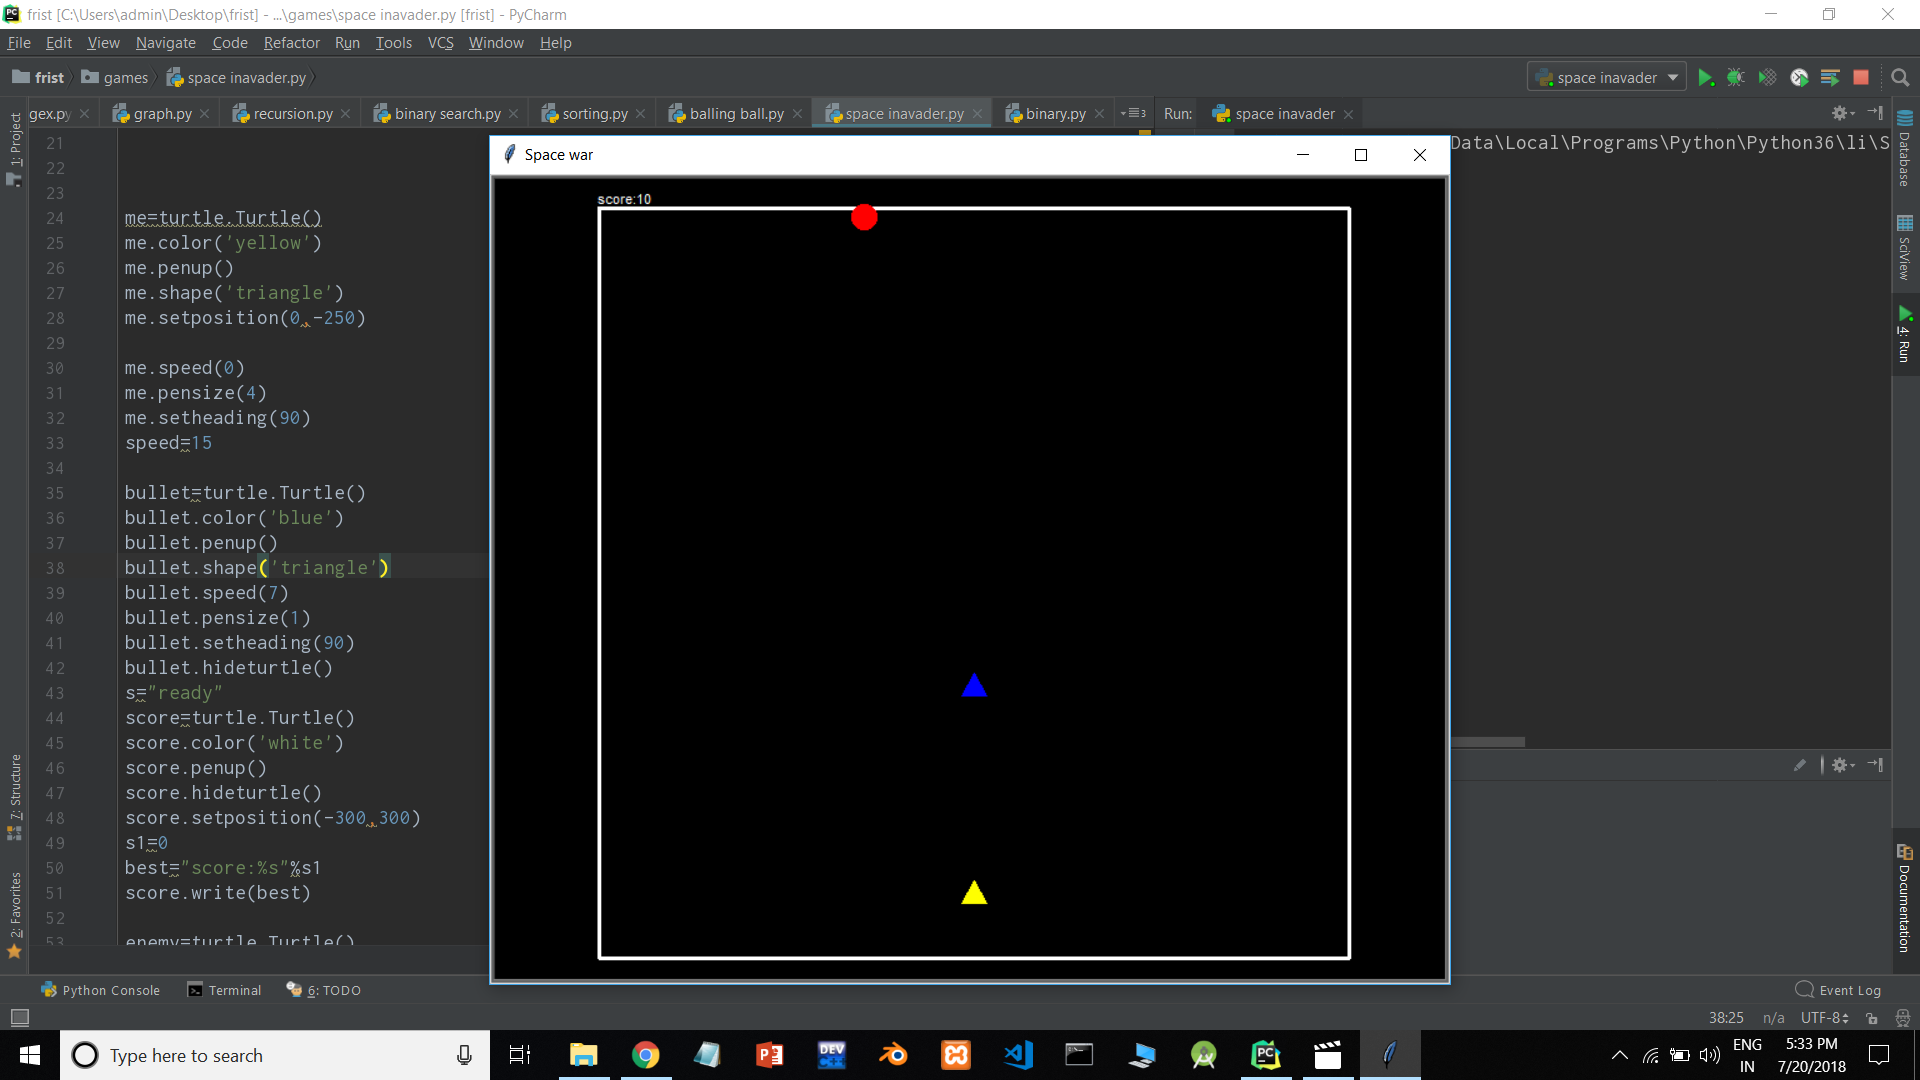 frist [C:\Users\admin\Desktop\frist] - ...\games\space inavader.py [frist] - PyCharm
File Edit View Navigate Code Refactor Run Tools VCS Window Help
frist games space inavader.py space inavader
gex.py graph.py recursion.py binary search.py sorting.py balling ball.py space inavader.py binary.py Run: space inavader
Data\Local\Programs\Python\Python36\li\S
Space war
score:10
21
22
23
24 me=turtle.Turtle()
25 me.color('yellow')
26 me.penup()
27 me.shape('triangle')
28 me.setposition(0,-250)
29
30 me.speed(0)
31 me.pensize(4)
32 me.setheading(90)
33 speed=15
34
35 bullet=turtle.Turtle()
36 bullet.color('blue')
37 bullet.penup()
38 bullet.shape('triangle')
39 bullet.speed(7)
40 bullet.pensize(1)
41 bullet.setheading(90)
42 bullet.hideturtle()
43 s="ready"
44 score=turtle.Turtle()
45 score.color('white')
46 score.penup()
47 score.hideturtle()
48 score.setposition(-300,300)
49 s1=0
50 best="score:%s"%s1
51 score.write(best)
52
53 enemy=turtle.Turtle()
1: Project
7: Structure
2: Favorites
Database
SciView
4: Run
Documentation
Python Console Terminal 6: TODO Event Log
38:25 n/a UTF-8
Type here to search
DEV C++
PC
ENG
IN
5:33 PM
7/20/2018